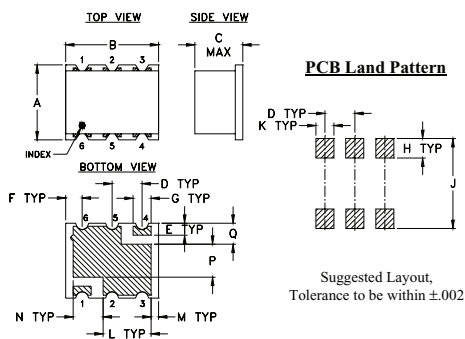 TOP VIEW
SIDE VIEW
B
C
MAX
1 2 3
A
6 5 4
INDEX
PCB Land Pattern
D TYP
K TYP
H TYP
J
BOTTOM VIEW
D TYP
F TYP
G TYP
6 5 4
E TYP
Q
P
1 2 3
N TYP
M TYP
L TYP
Suggested Layout,
Tolerance to be within ±.002